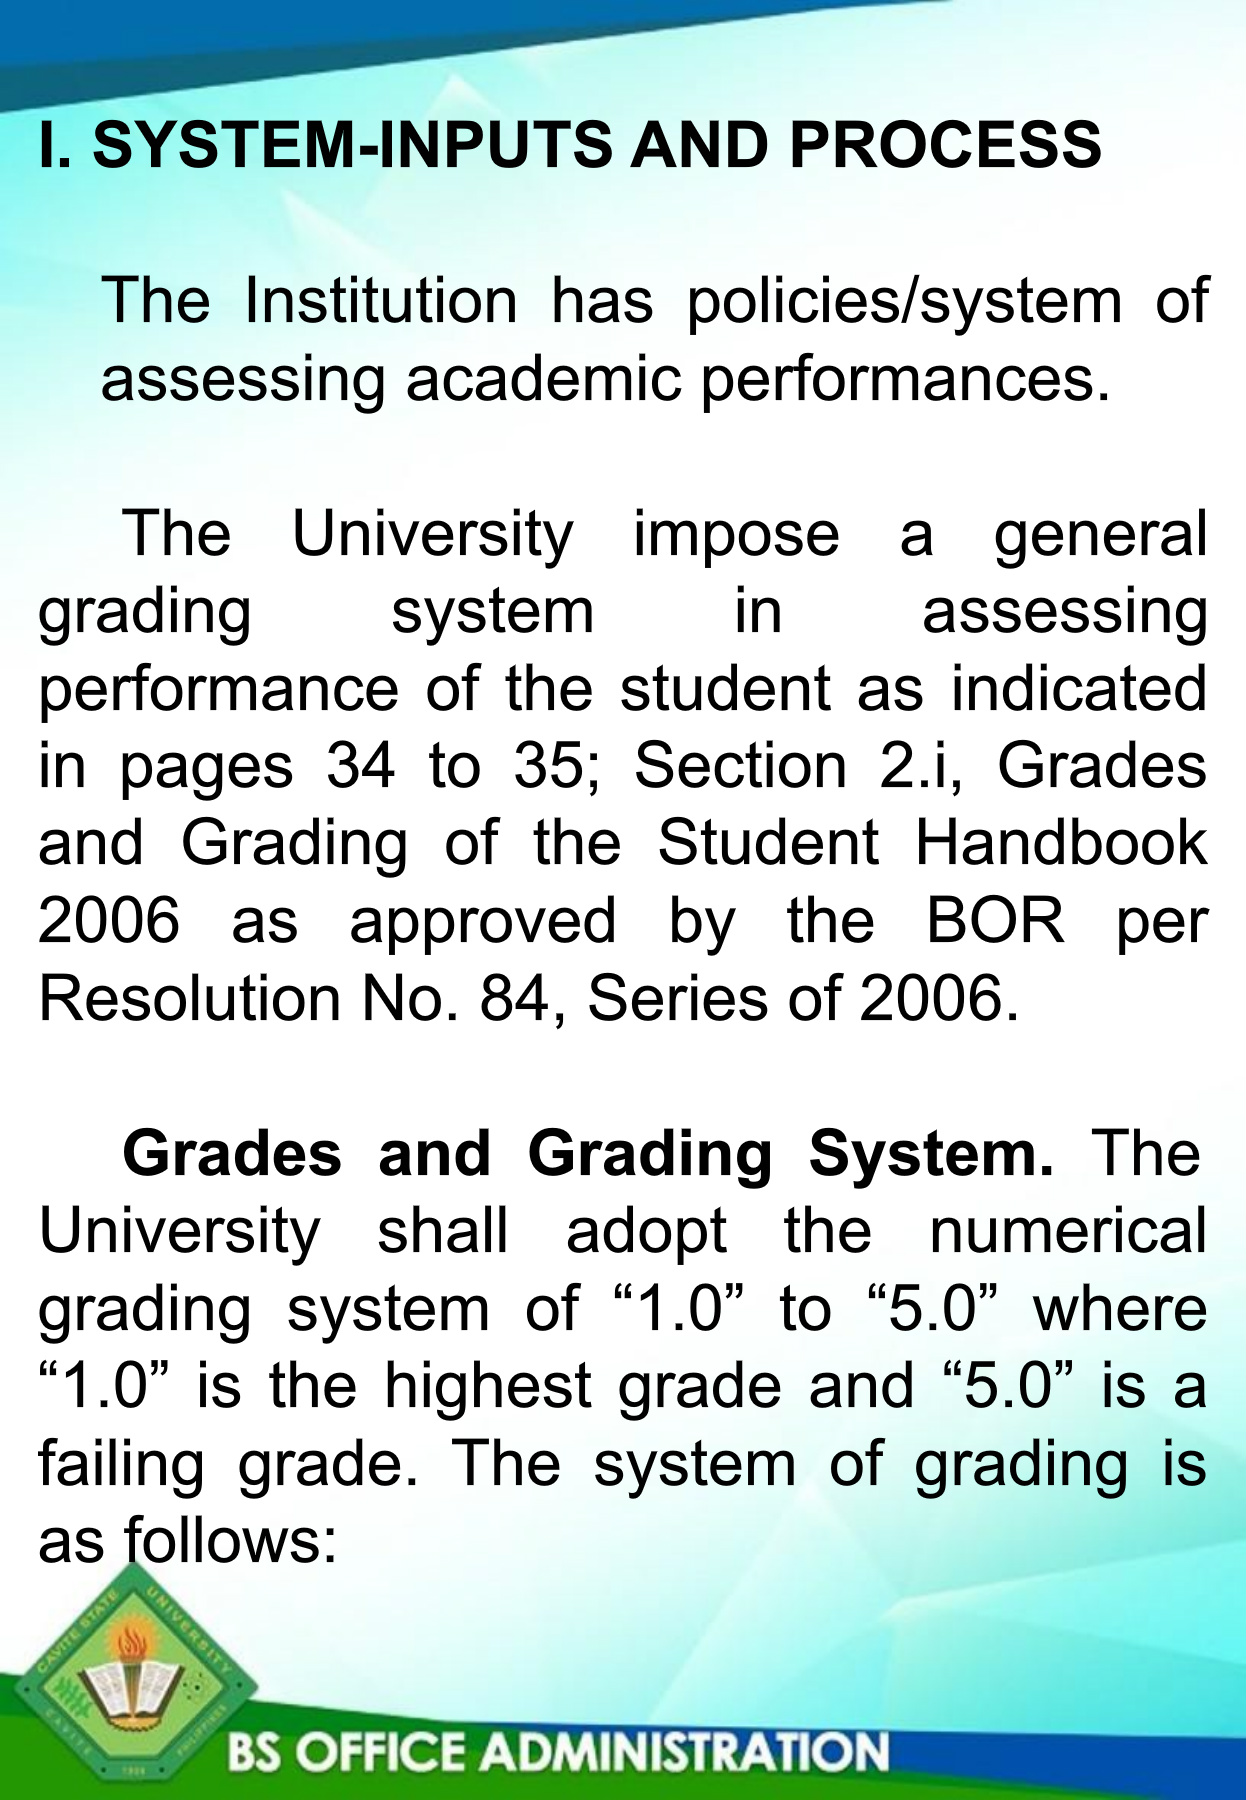 I. SYSTEM-INPUTS AND PROCESS
The Institution has policies/system of
assessing academic performances.
The University impose a general
grading system in assessing
performance of the student as indicated
in pages 34 to 35; Section 2.i, Grades
and Grading of the Student Handbook
2006 as approved by the BOR per
Resolution No. 84, Series of 2006.
Grades and Grading System. The
University shall adopt the numerical
grading system of “1.0” to “5.0” where
“1.0” is the highest grade and “5.0” is a
failing grade. The system of grading is
as follows:
CAVITE STATE UNIVERSITY
CAVITE PHILIPPINES
1906
BS OFFICE ADMINISTRATION